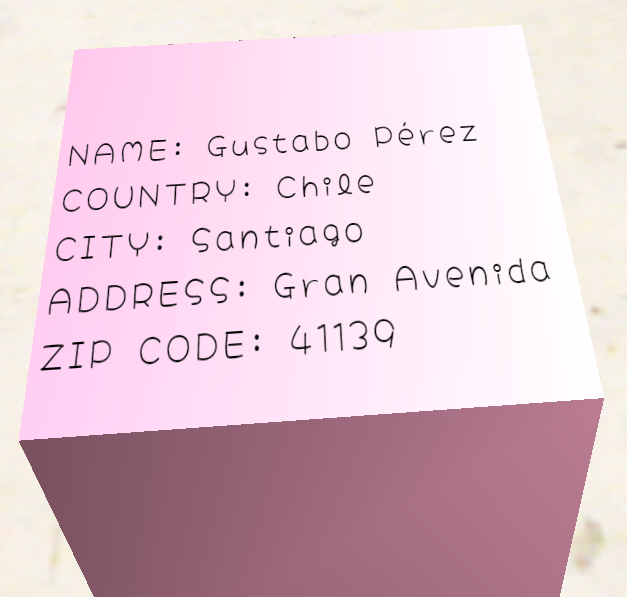 NAME: Gustabo Pérez
COUNTRY: Chile
CITY: Santiago
ADDRESS: Gran Avenida
ZIP CODE: 41139